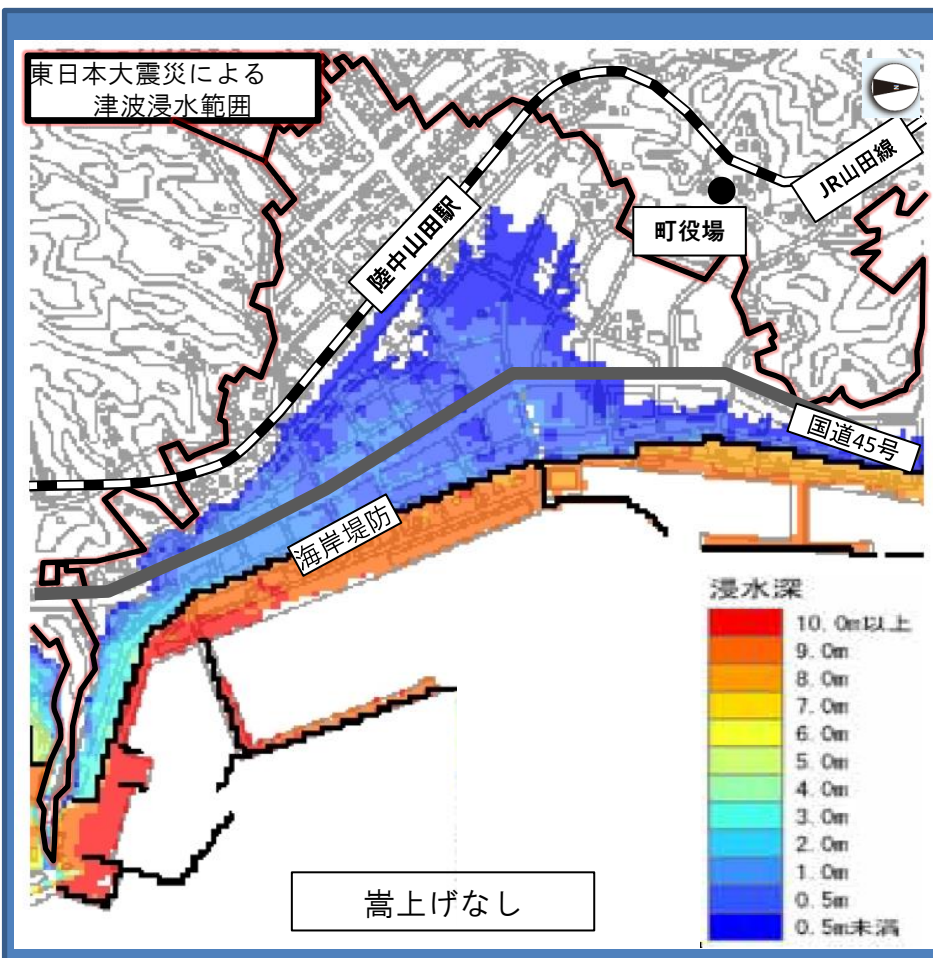 東日本大震災による
津波浸水範囲
N
JR山田線
町役場
陸中山田駅
国道45号
海岸堤防
浸水深
10. 0m以上
9. 0m
8. 0m
7. 0m
6. 0m
5. 0m
4. 0m
3. 0m
2. 0m
1. 0m
0. 5m
0. 5m未満
嵩上げなし